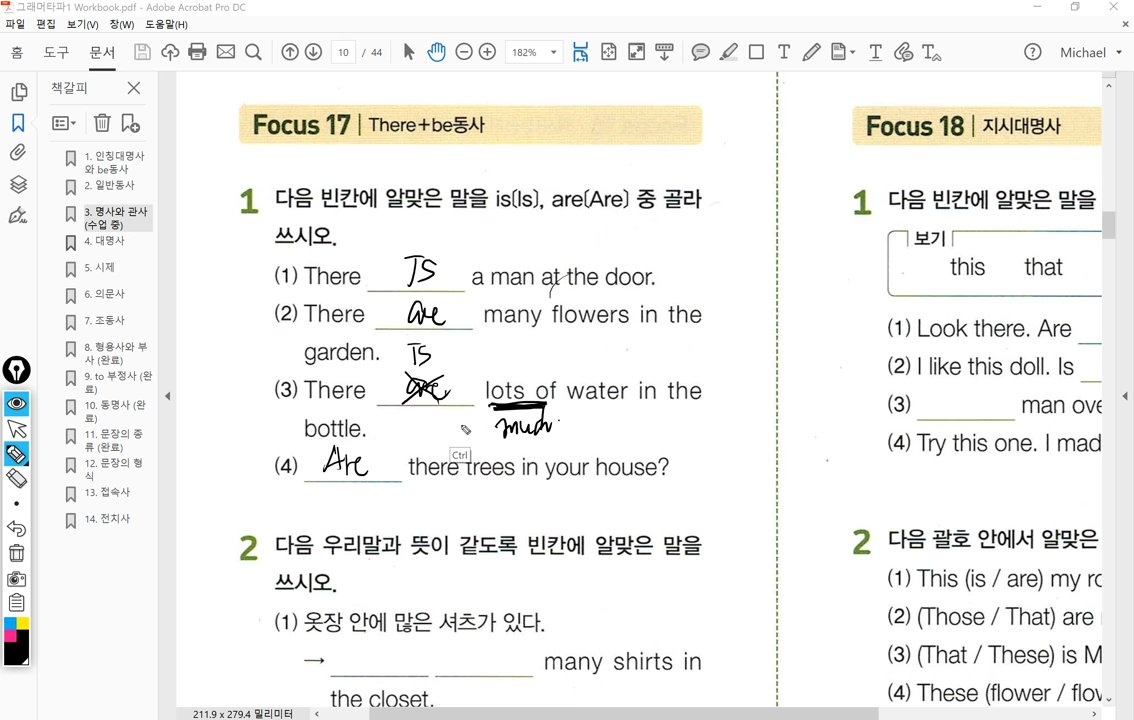 그래머타파1 Workbook.pdf - Adobe Acrobat Pro DC
파일 편집 보기(V) 창(W) 도움말(H)
홈 도구 문서 10 / 44 182% Michael
책갈피
1. 인칭대명사
와 be동사
2. 일반동사
3. 명사와 관사
(수업 중)
4. 대명사
5. 시제
6. 의문사
7. 조동사
8. 형용사와 부
사 (완료)
9. to 부정사 (완
료)
10. 동명사 (완
료)
11. 문장의 종
류 (완료)
12. 문장의 형
식
13. 접속사
14. 전치사
Focus 17 | There+be동사
1 다음 빈칸에 알맞은 말을 is(Is), are(Are) 중 골라
쓰시오.
(1) There Is a man at the door.
(2) There are many flowers in the
garden. Is
(3) There are lots of water in the
bottle. much
Ctrl
(4) Are there trees in your house?
2 다음 우리말과 뜻이 같도록 빈칸에 알맞은 말을
쓰시오.
(1) 옷장 안에 많은 셔츠가 있다.
→ many shirts in
the closet.
Focus 18 | 지시대명사
1 다음 빈칸에 알맞은 말을
보기
this that
(1) Look there. Are
(2) I like this doll. Is
(3) man ove
(4) Try this one. I mad
2 다음 괄호 안에서 알맞은
(1) This (is / are) my ro
(2) (Those / That) are
(3) (That / These) is M
(4) These (flower / flow
211.9 x 279.4 밀리미터